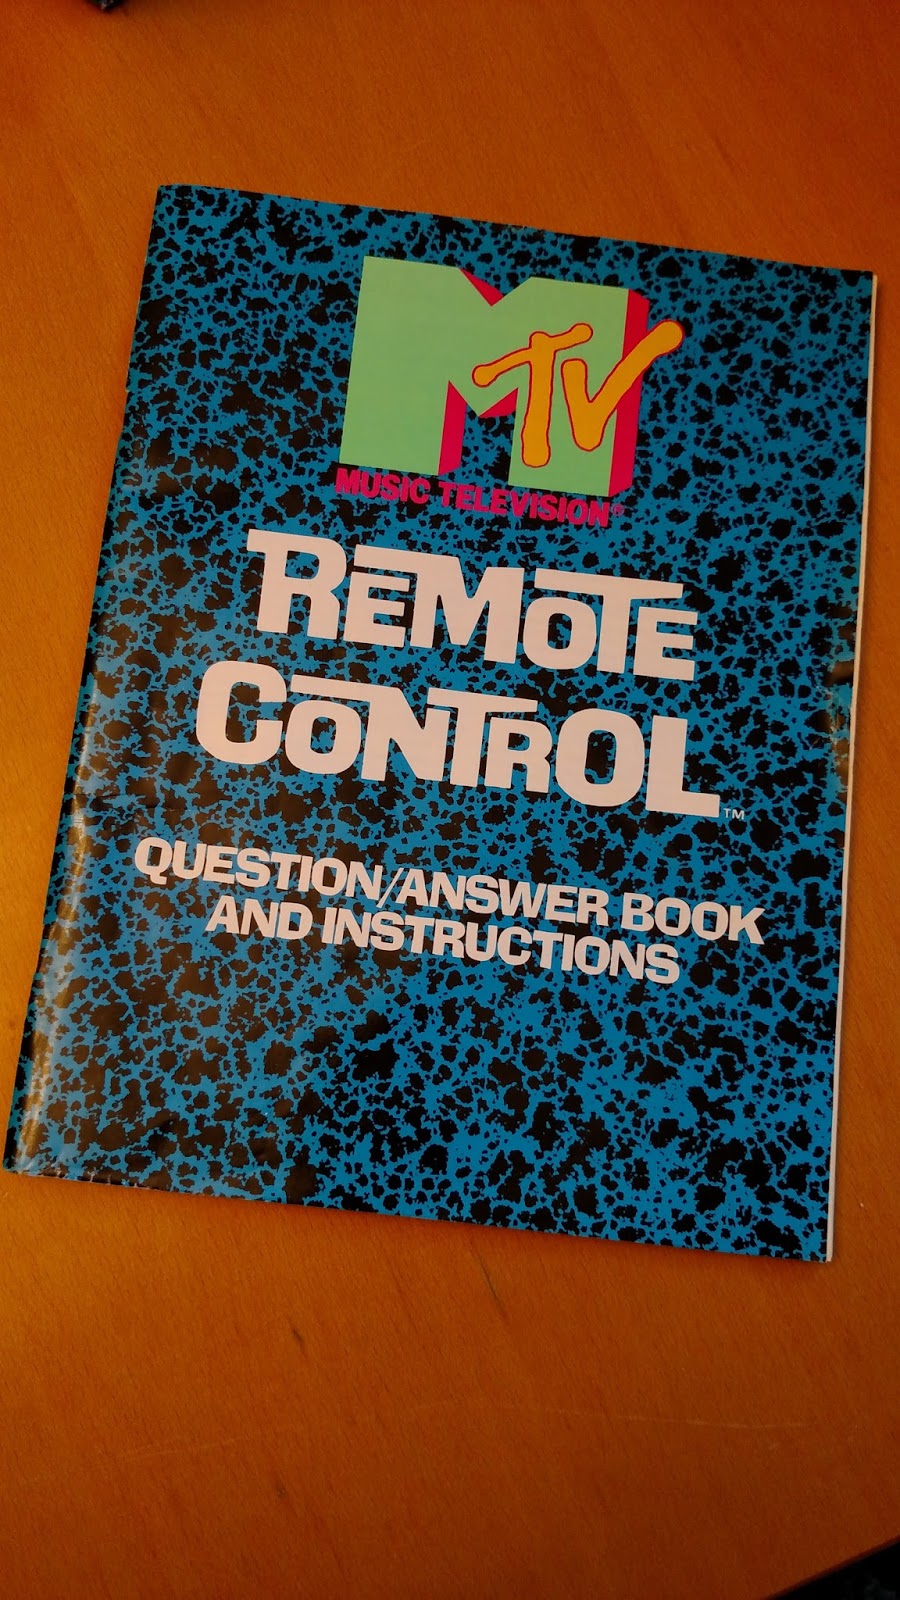 MTV
MUSIC TELEVISION®
REMOTE
CONTROL™
QUESTION/ANSWER BOOK
AND INSTRUCTIONS